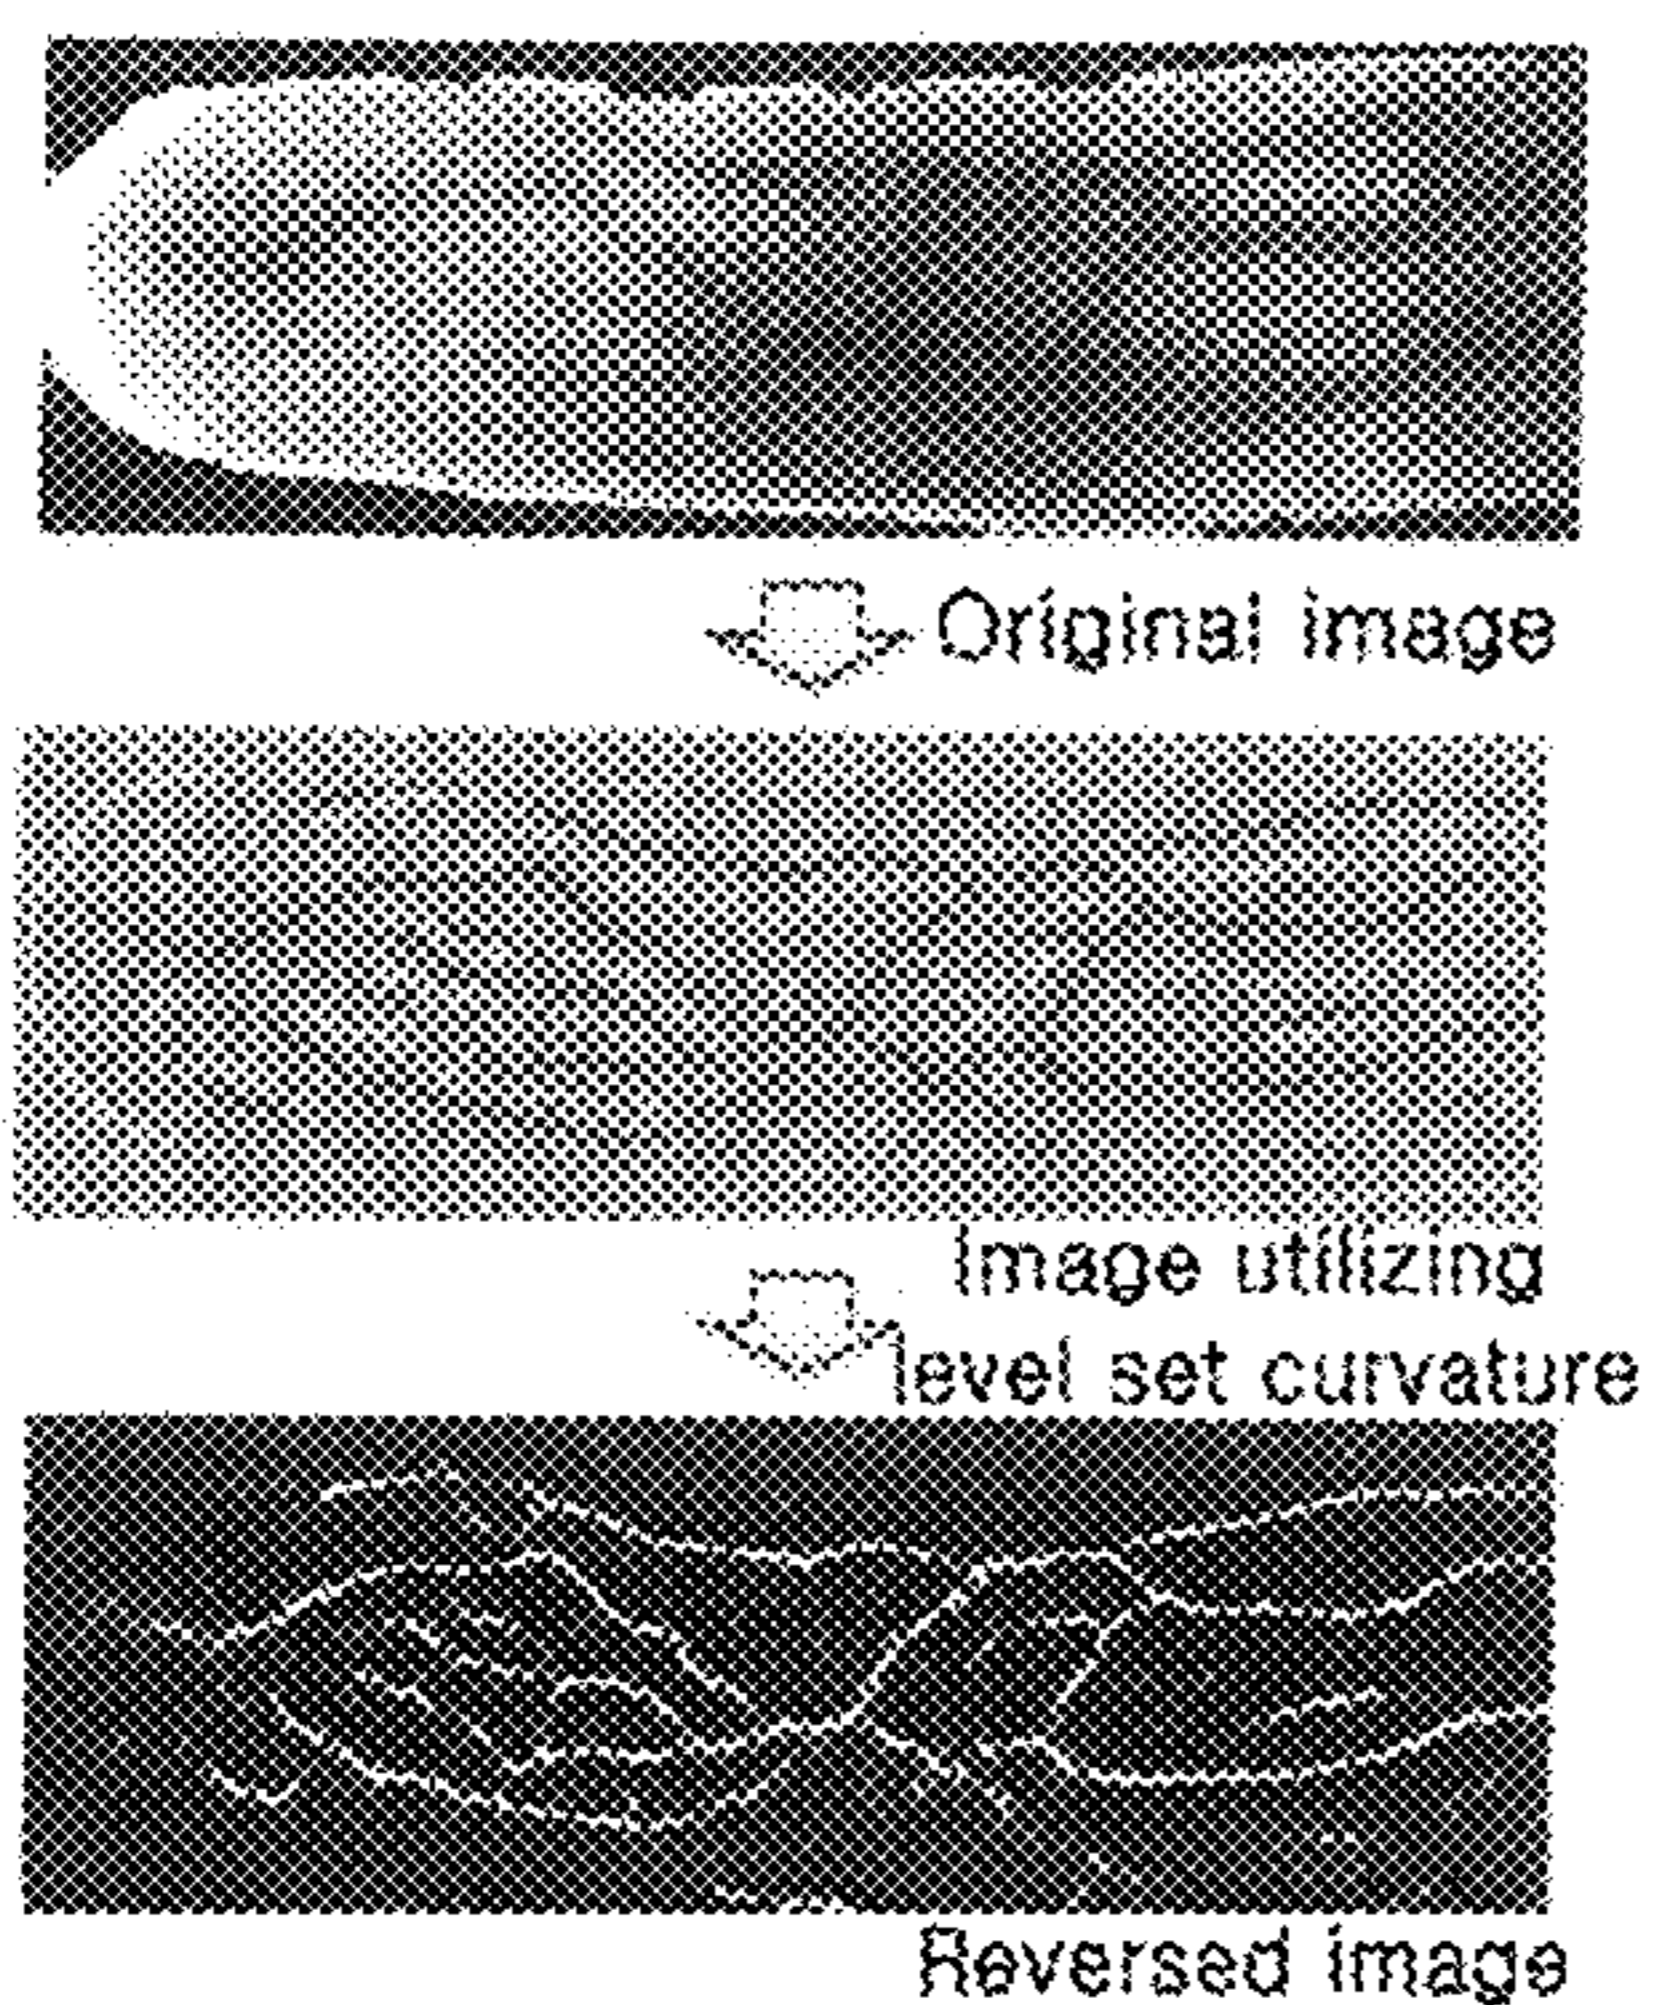 Original image
Image utilizing
level set curvature
Reversed image